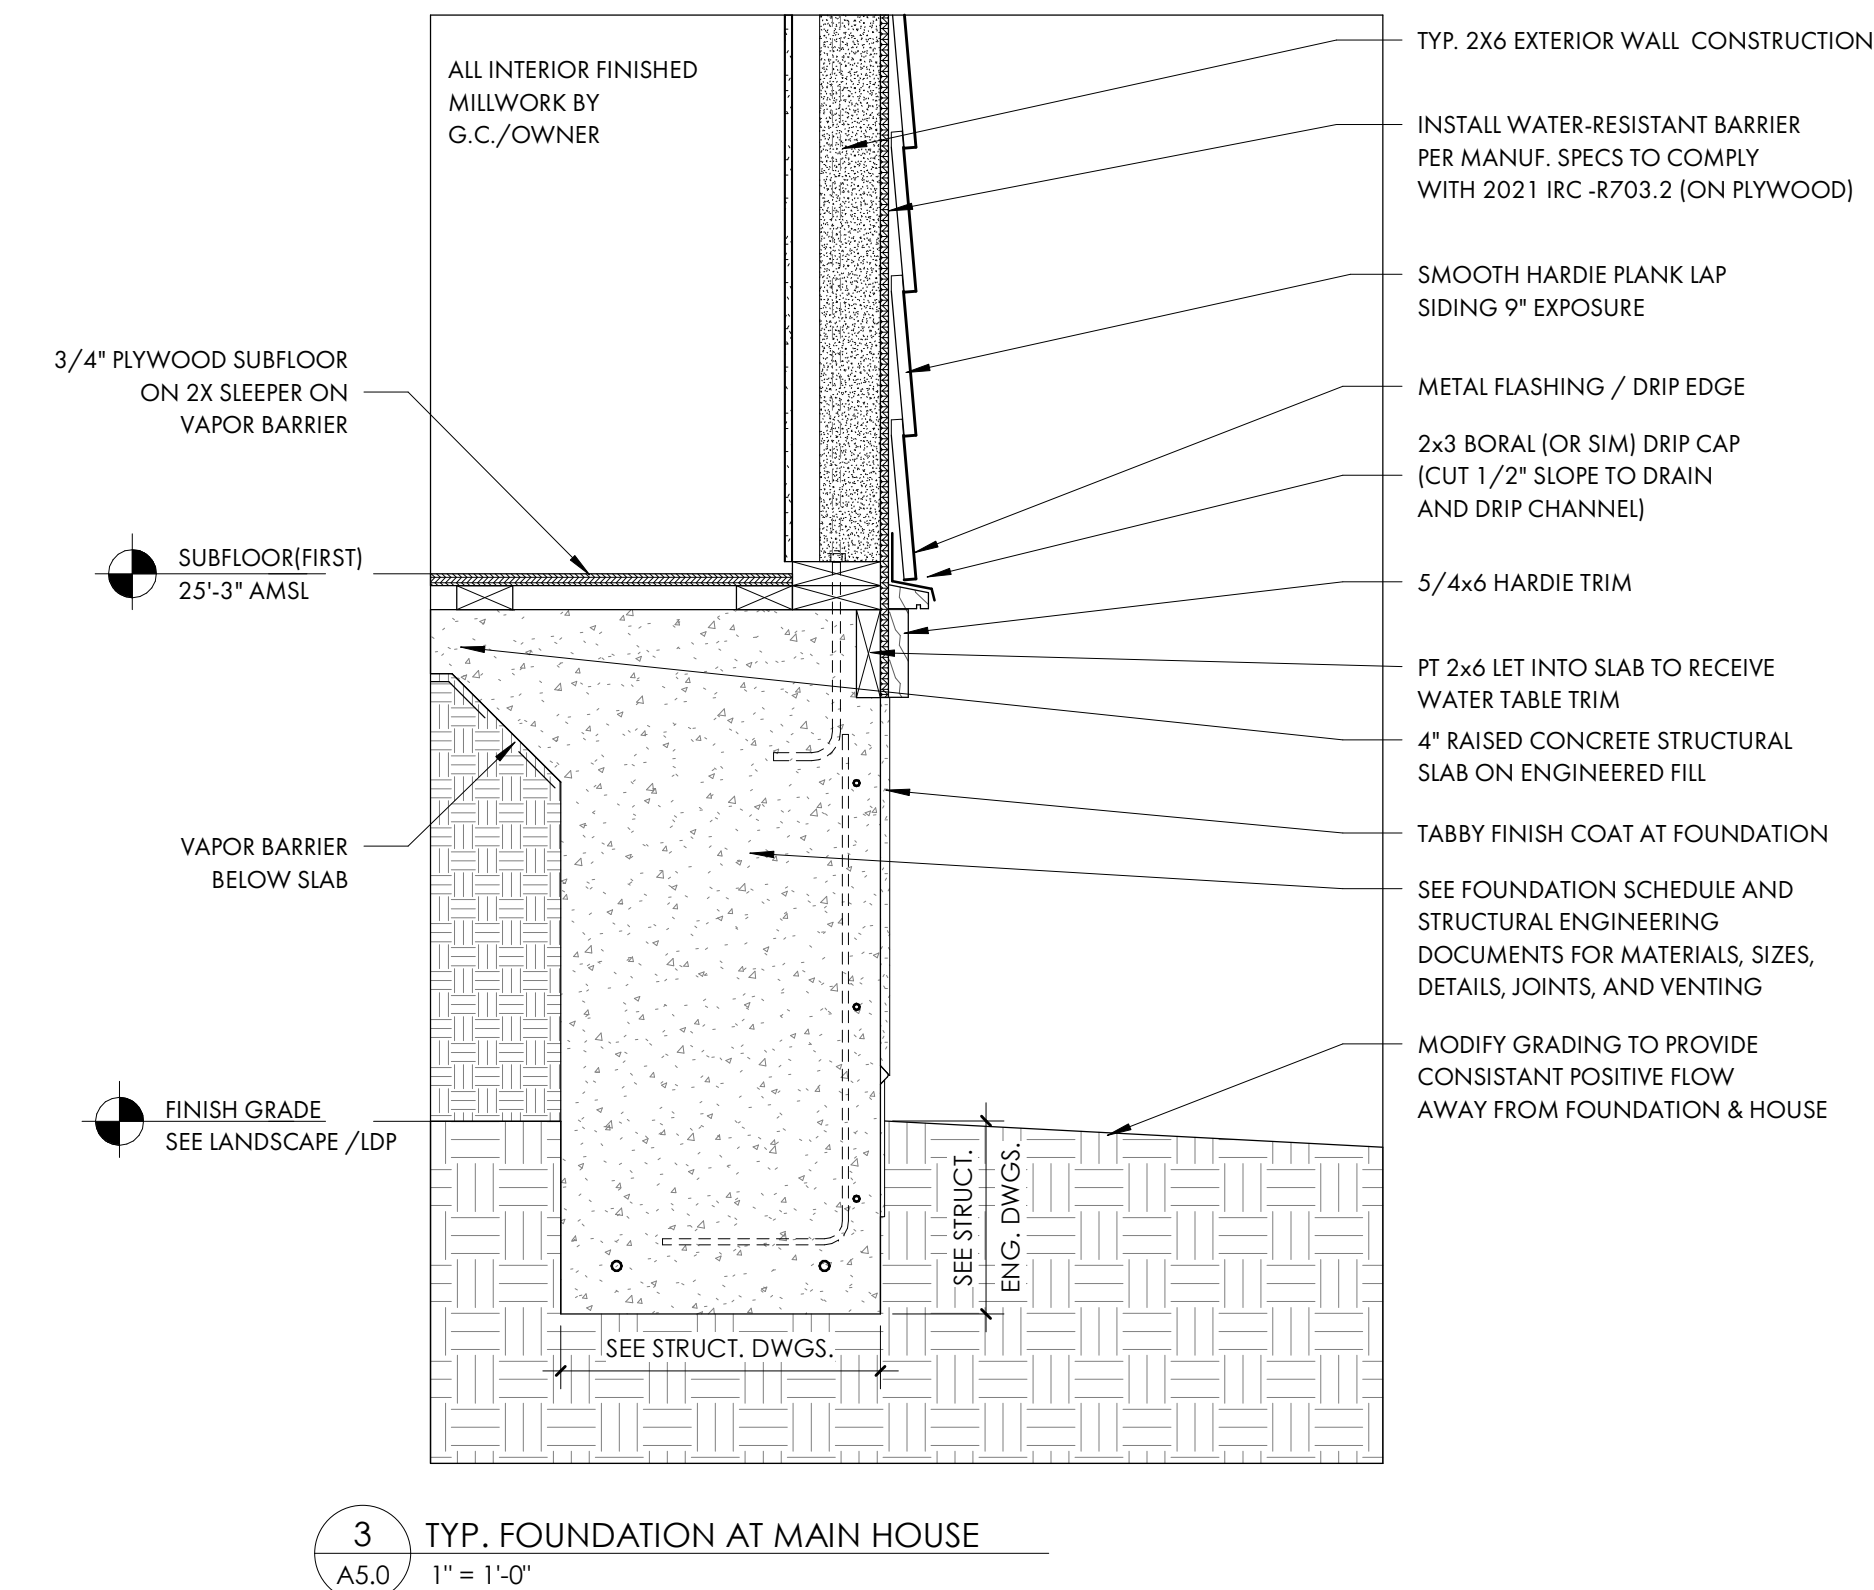 ALL INTERIOR FINISHED
MILLWORK BY
G.C./OWNER
3/4" PLYWOOD SUBFLOOR
ON 2X SLEEPER ON
VAPOR BARRIER
SUBFLOOR(FIRST)
25'-3" AMSL
VAPOR BARRIER
BELOW SLAB
FINISH GRADE
SEE LANDSCAPE /LDP
TYP. 2X6 EXTERIOR WALL CONSTRUCTION
INSTALL WATER-RESISTANT BARRIER
PER MANUF. SPECS TO COMPLY
WITH 2021 IRC -R703.2 (ON PLYWOOD)
SMOOTH HARDIE PLANK LAP
SIDING 9" EXPOSURE
METAL FLASHING / DRIP EDGE
2x3 BORAL (OR SIM) DRIP CAP
(CUT 1/2" SLOPE TO DRAIN
AND DRIP CHANNEL)
5/4x6 HARDIE TRIM
PT 2x6 LET INTO SLAB TO RECEIVE
WATER TABLE TRIM
4" RAISED CONCRETE STRUCTURAL
SLAB ON ENGINEERED FILL
TABBY FINISH COAT AT FOUNDATION
SEE FOUNDATION SCHEDULE AND
STRUCTURAL ENGINEERING
DOCUMENTS FOR MATERIALS, SIZES,
DETAILS, JOINTS, AND VENTING
MODIFY GRADING TO PROVIDE
CONSISTANT POSITIVE FLOW
AWAY FROM FOUNDATION & HOUSE
SEE STRUCT.
ENG. DWGS.
SEE STRUCT. DWGS.
3
A5.0
TYP. FOUNDATION AT MAIN HOUSE
1" = 1'-0"